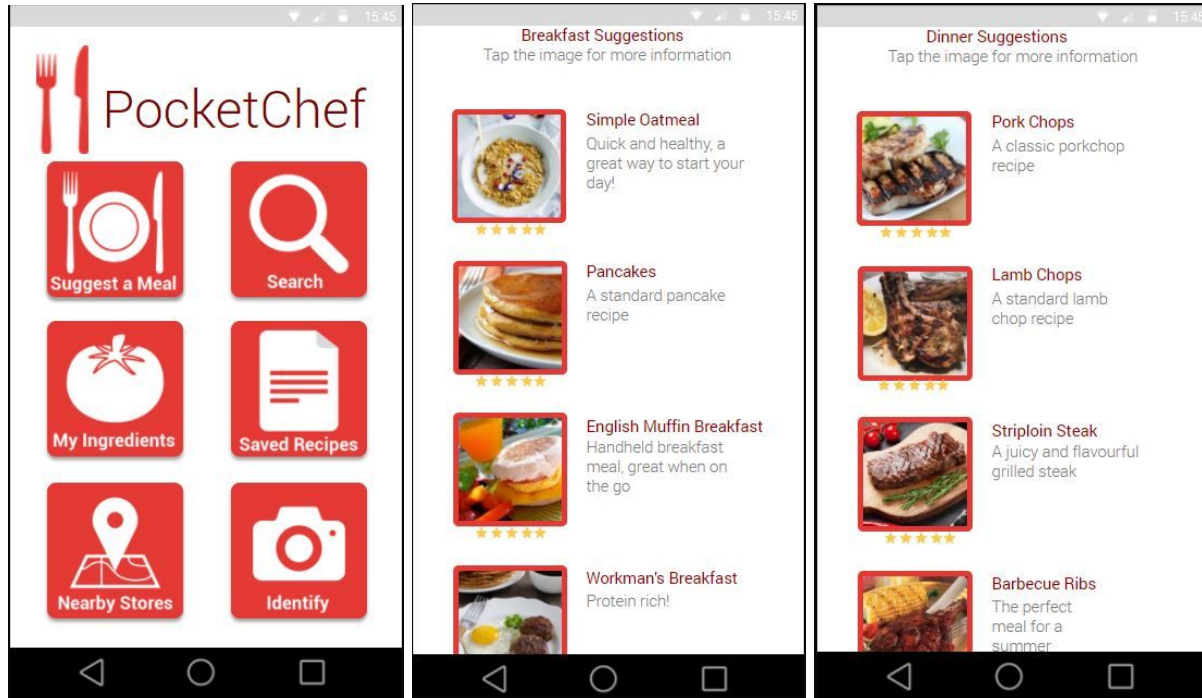 15:45
PocketChef
Suggest a Meal
Search
My Ingredients
Saved Recipes
Nearby Stores
Identify
15:45
Breakfast Suggestions
Tap the image for more information
Simple Oatmeal
Quick and healthy, a
great way to start your
day!
Pancakes
A standard pancake
recipe
English Muffin Breakfast
Handheld breakfast
meal, great when on
the go
Workman's Breakfast
Protein rich!
15:45
Dinner Suggestions
Tap the image for more information
Pork Chops
A classic porkchop
recipe
Lamb Chops
A standard lamb
chop recipe
Striploin Steak
A juicy and flavourful
grilled steak
Barbecue Ribs
The perfect
meal for a
summer